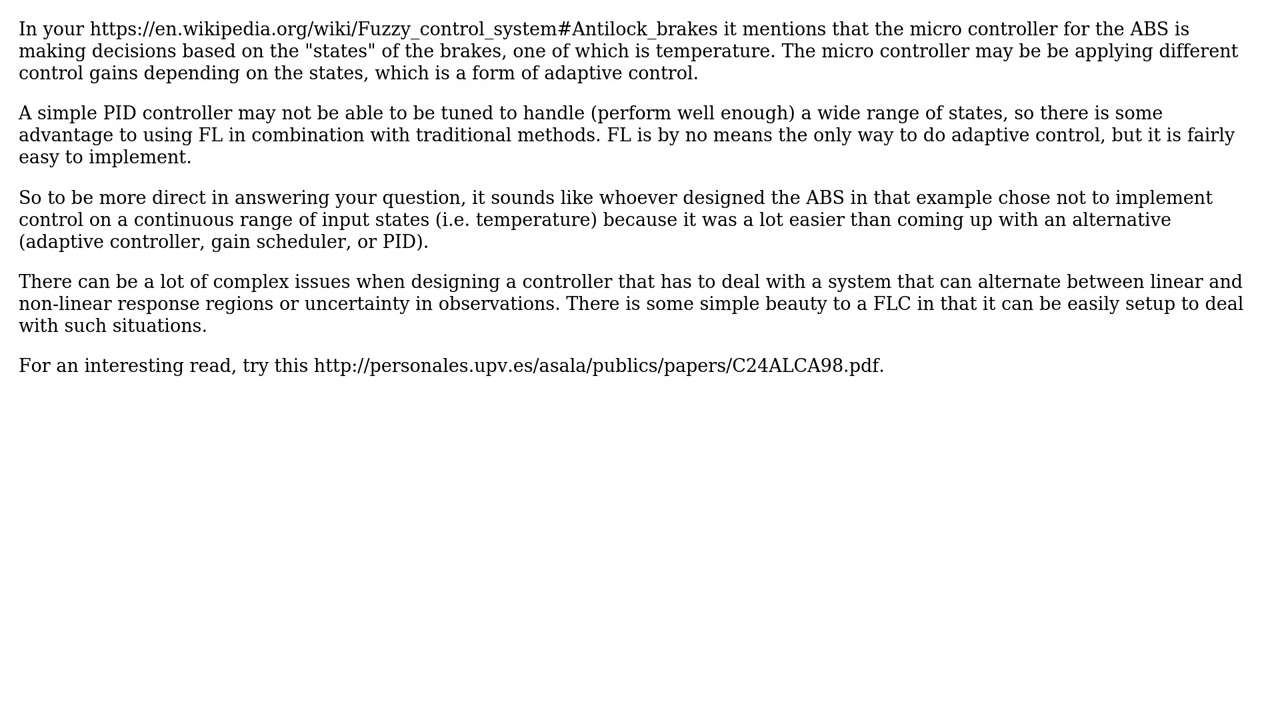 In your https://en.wikipedia.org/wiki/Fuzzy_control_system#Antilock_brakes it mentions that the micro controller for the ABS is
making decisions based on the "states" of the brakes, one of which is temperature. The micro controller may be be applying different
control gains depending on the states, which is a form of adaptive control.
A simple PID controller may not be able to be tuned to handle (perform well enough) a wide range of states, so there is some
advantage to using FL in combination with traditional methods. FL is by no means the only way to do adaptive control, but it is fairly
easy to implement.
So to be more direct in answering your question, it sounds like whoever designed the ABS in that example chose not to implement
control on a continuous range of input states (i.e. temperature) because it was a lot easier than coming up with an alternative
(adaptive controller, gain scheduler, or PID).
There can be a lot of complex issues when designing a controller that has to deal with a system that can alternate between linear and
non-linear response regions or uncertainty in observations. There is some simple beauty to a FLC in that it can be easily setup to deal
with such situations.
For an interesting read, try this http://personales.upv.es/asala/publics/papers/C24ALCA98.pdf.